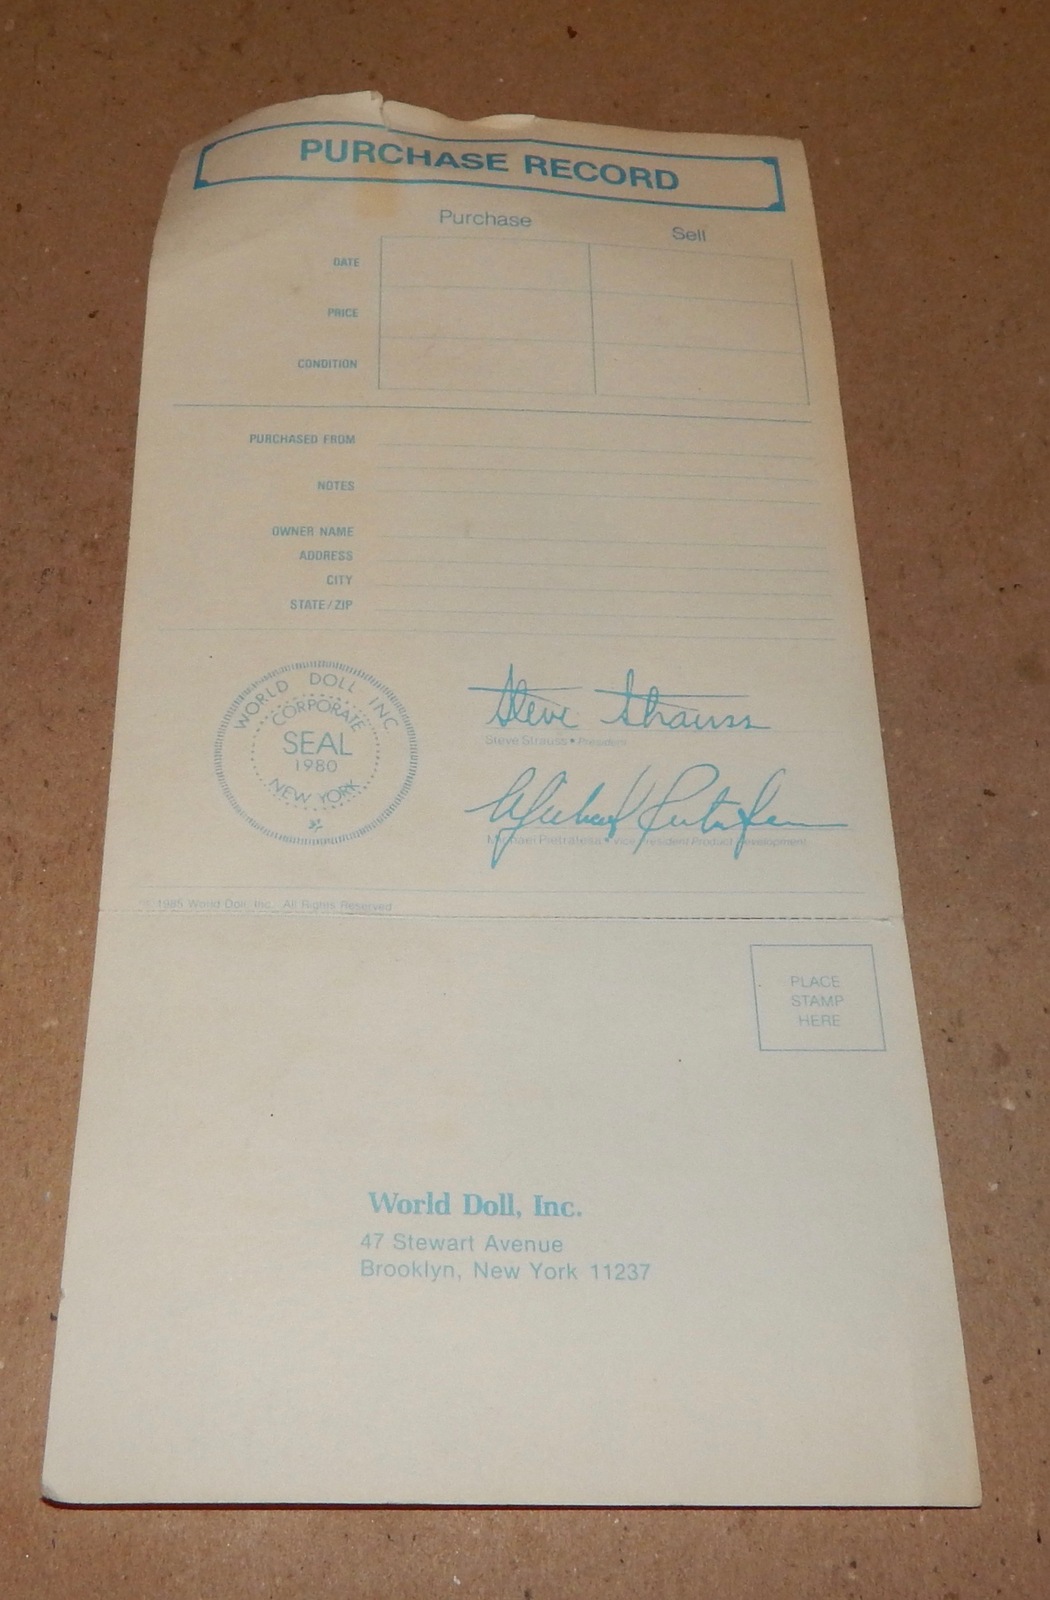 PURCHASE RECORD
Purchase Sell
DATE
PRICE
CONDITION
PURCHASED FROM
NOTES
OWNER NAME
ADDRESS
CITY
STATE/ZIP
WORLD DOLL INC.
CORPORATE
SEAL
1980
NEW YORK
Steve Strauss
Steve Strauss • President
Michael
Michael • Vice President Product Development
© 1985 World Doll, Inc. All Rights Reserved
PLACE
STAMP
HERE
World Doll, Inc.
47 Stewart Avenue
Brooklyn, New York 11237